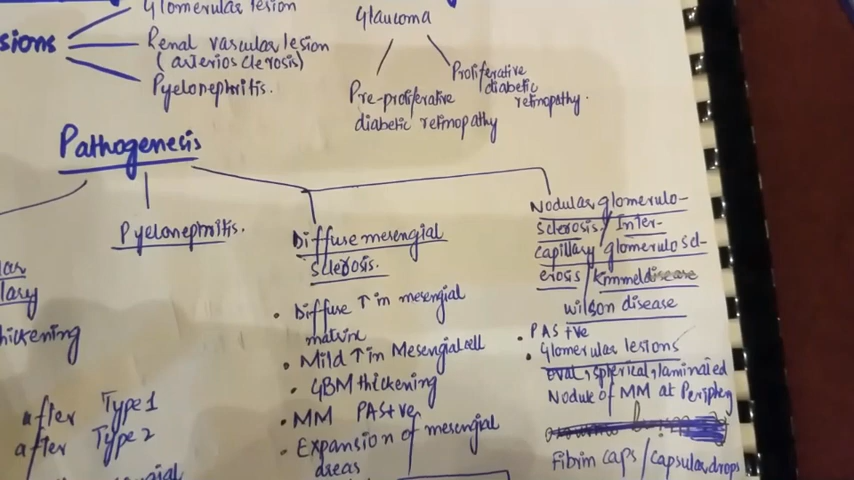 Glomerular lesion
sions
Renal vascular lesion
(arteriosclerosis)
Pyelonephritis.
Glaucoma
Proliferative
diabetic
retinopathy.
Pre-proliferative
diabetic retinopathy
Pathogenesis
Pyelonephritis.
lar
llary
hickening
after Type 1
after Type 2
Diffuse mesengial
sclerosis.
• Diffuse ↑ in mesengial
matrix
• Mild ↑ in Mesengial cell
• GBM thickening
• MM PAS+ve
• Expansion of mesengial
areas
Nodular glomerulo-
sclerosis / Inter-
capillary glomeruloscl-
erosis / Kimmeldisease
Wilson disease
• PAS +ve
• Glomerular lesions
oval, spherical, laminated
Nodule of MM at Periphery
Fibrin caps / Capsular drops